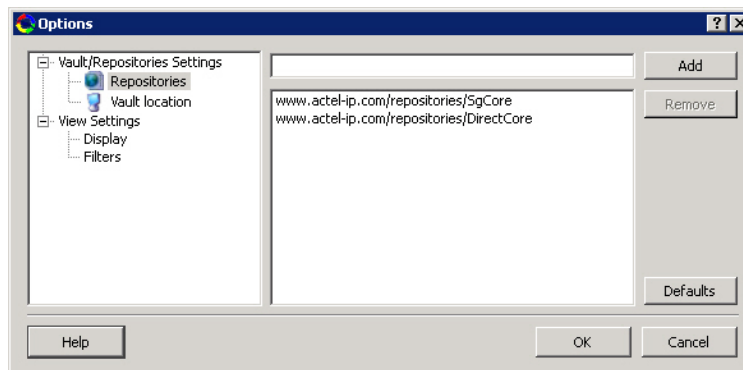 Options
Vault/Repositories Settings
Repositories
Vault location
View Settings
Display
Filters
Add
www.actel-ip.com/repositories/SgCore
www.actel-ip.com/repositories/DirectCore
Remove
Defaults
Help
OK
Cancel